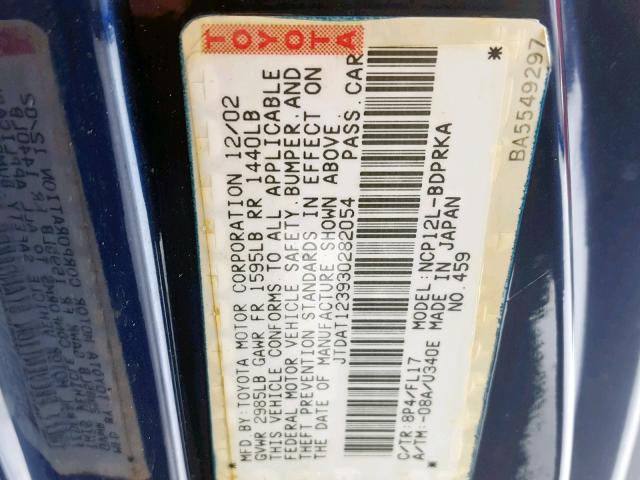 TOYOTA
MFD BY: TOYOTA MOTOR CORPORATION 12/02
GVWR 2985LB GAWR FR 1595LB RR 1440LB
THIS VEHICLE CONFORMS TO ALL APPLICABLE
FEDERAL MOTOR VEHICLE SAFETY, BUMPER, AND
THEFT PREVENTION STANDARDS IN EFFECT ON
THE DATE OF MANUFACTURE SHOWN ABOVE.
JTDAT123930282054 PASS. CAR
C/TR: 8P4/FL17 MODEL: NCP12L-BDPRKA
A/TM: -08A/U340E MADE IN JAPAN
NO. 459
* *
BA5549297